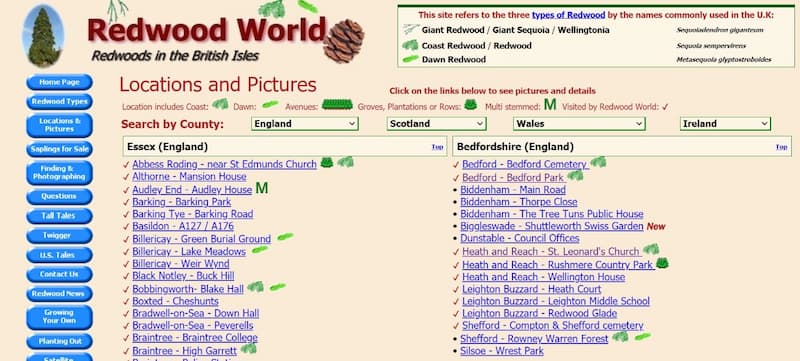 Redwood World
Redwoods in the British Isles
This site refers to the three types of Redwood by the names commonly used in the U.K:
Giant Redwood / Giant Sequoia / Wellingtonia Sequoiadendron giganteum
Coast Redwood / Redwood Sequoia sempervirens
Dawn Redwood Metasequoia glyptostroboides
Home Page
Redwood Types
Locations & Pictures
Saplings for Sale
Finding & Photographing
Questions
Tall Tales
Twigger
U.S. Tales
Contact Us
Redwood News
Growing Your Own
Planting Out
Satellite
Locations and Pictures
Click on the links below to see pictures and details
Location includes Coast: Dawn: Avenues: Groves, Plantations or Rows: Multi stemmed: M Visited by Redwood World: ✓
Search by County: England Scotland Wales Ireland
Essex (England) Top
✓ Abbess Roding - near St Edmunds Church
✓ Althorne - Mansion House
✓ Audley End - Audley House M
✓ Barking - Barking Park
✓ Barking Tye - Barking Road
✓ Basildon - A127 / A176
✓ Billericay - Green Burial Ground
✓ Billericay - Lake Meadows
✓ Billericay - Weir Wynd
✓ Black Notley - Buck Hill
✓ Bobbingworth- Blake Hall
✓ Boxted - Cheshunts
✓ Bradwell-on-Sea - Down Hall
✓ Bradwell-on-Sea - Peverells
✓ Braintree - Braintree College
✓ Braintree - High Garrett
Bedfordshire (England) Top
✓ Bedford - Bedford Cemetery
✓ Bedford - Bedford Park
• Biddenham - Main Road
• Biddenham - Thorpe Close
• Biddenham - The Tree Tuns Public House
• Biggleswade - Shuttleworth Swiss Garden New
• Dunstable - Council Offices
✓ Heath and Reach - St. Leonard's Church
✓ Heath and Reach - Rushmere Country Park
✓ Heath and Reach - Wellington House
✓ Leighton Buzzard - Heath Court
✓ Leighton Buzzard - Leighton Middle School
✓ Leighton Buzzard - Redwood Glade
✓ Shefford - Compton & Shefford cemetery
• Shefford - Rowney Warren Forest
• Silsoe - Wrest Park